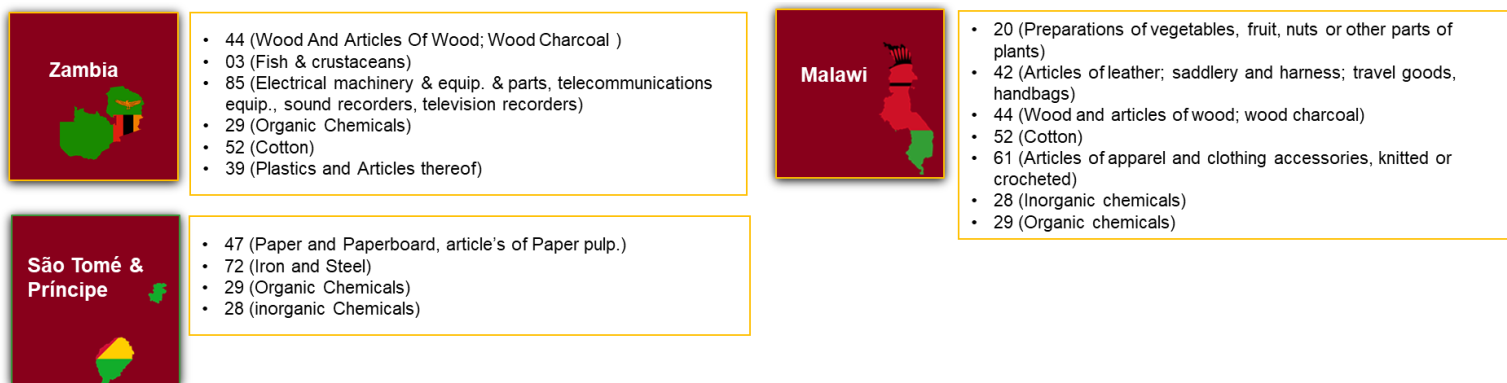 Zambia
• 44 (Wood And Articles Of Wood; Wood Charcoal )
• 03 (Fish & crustaceans)
• 85 (Electrical machinery & equip. & parts, telecommunications
equip., sound recorders, television recorders)
• 29 (Organic Chemicals)
• 52 (Cotton)
• 39 (Plastics and Articles thereof)
Malawi
• 20 (Preparations of vegetables, fruit, nuts or other parts of
plants)
• 42 (Articles of leather; saddlery and harness; travel goods,
handbags)
• 44 (Wood and articles of wood; wood charcoal)
• 52 (Cotton)
• 61 (Articles of apparel and clothing accessories, knitted or
crocheted)
• 28 (Inorganic chemicals)
• 29 (Organic chemicals)
São Tomé &
Príncipe
• 47 (Paper and Paperboard, article's of Paper pulp.)
• 72 (Iron and Steel)
• 29 (Organic Chemicals)
• 28 (inorganic Chemicals)